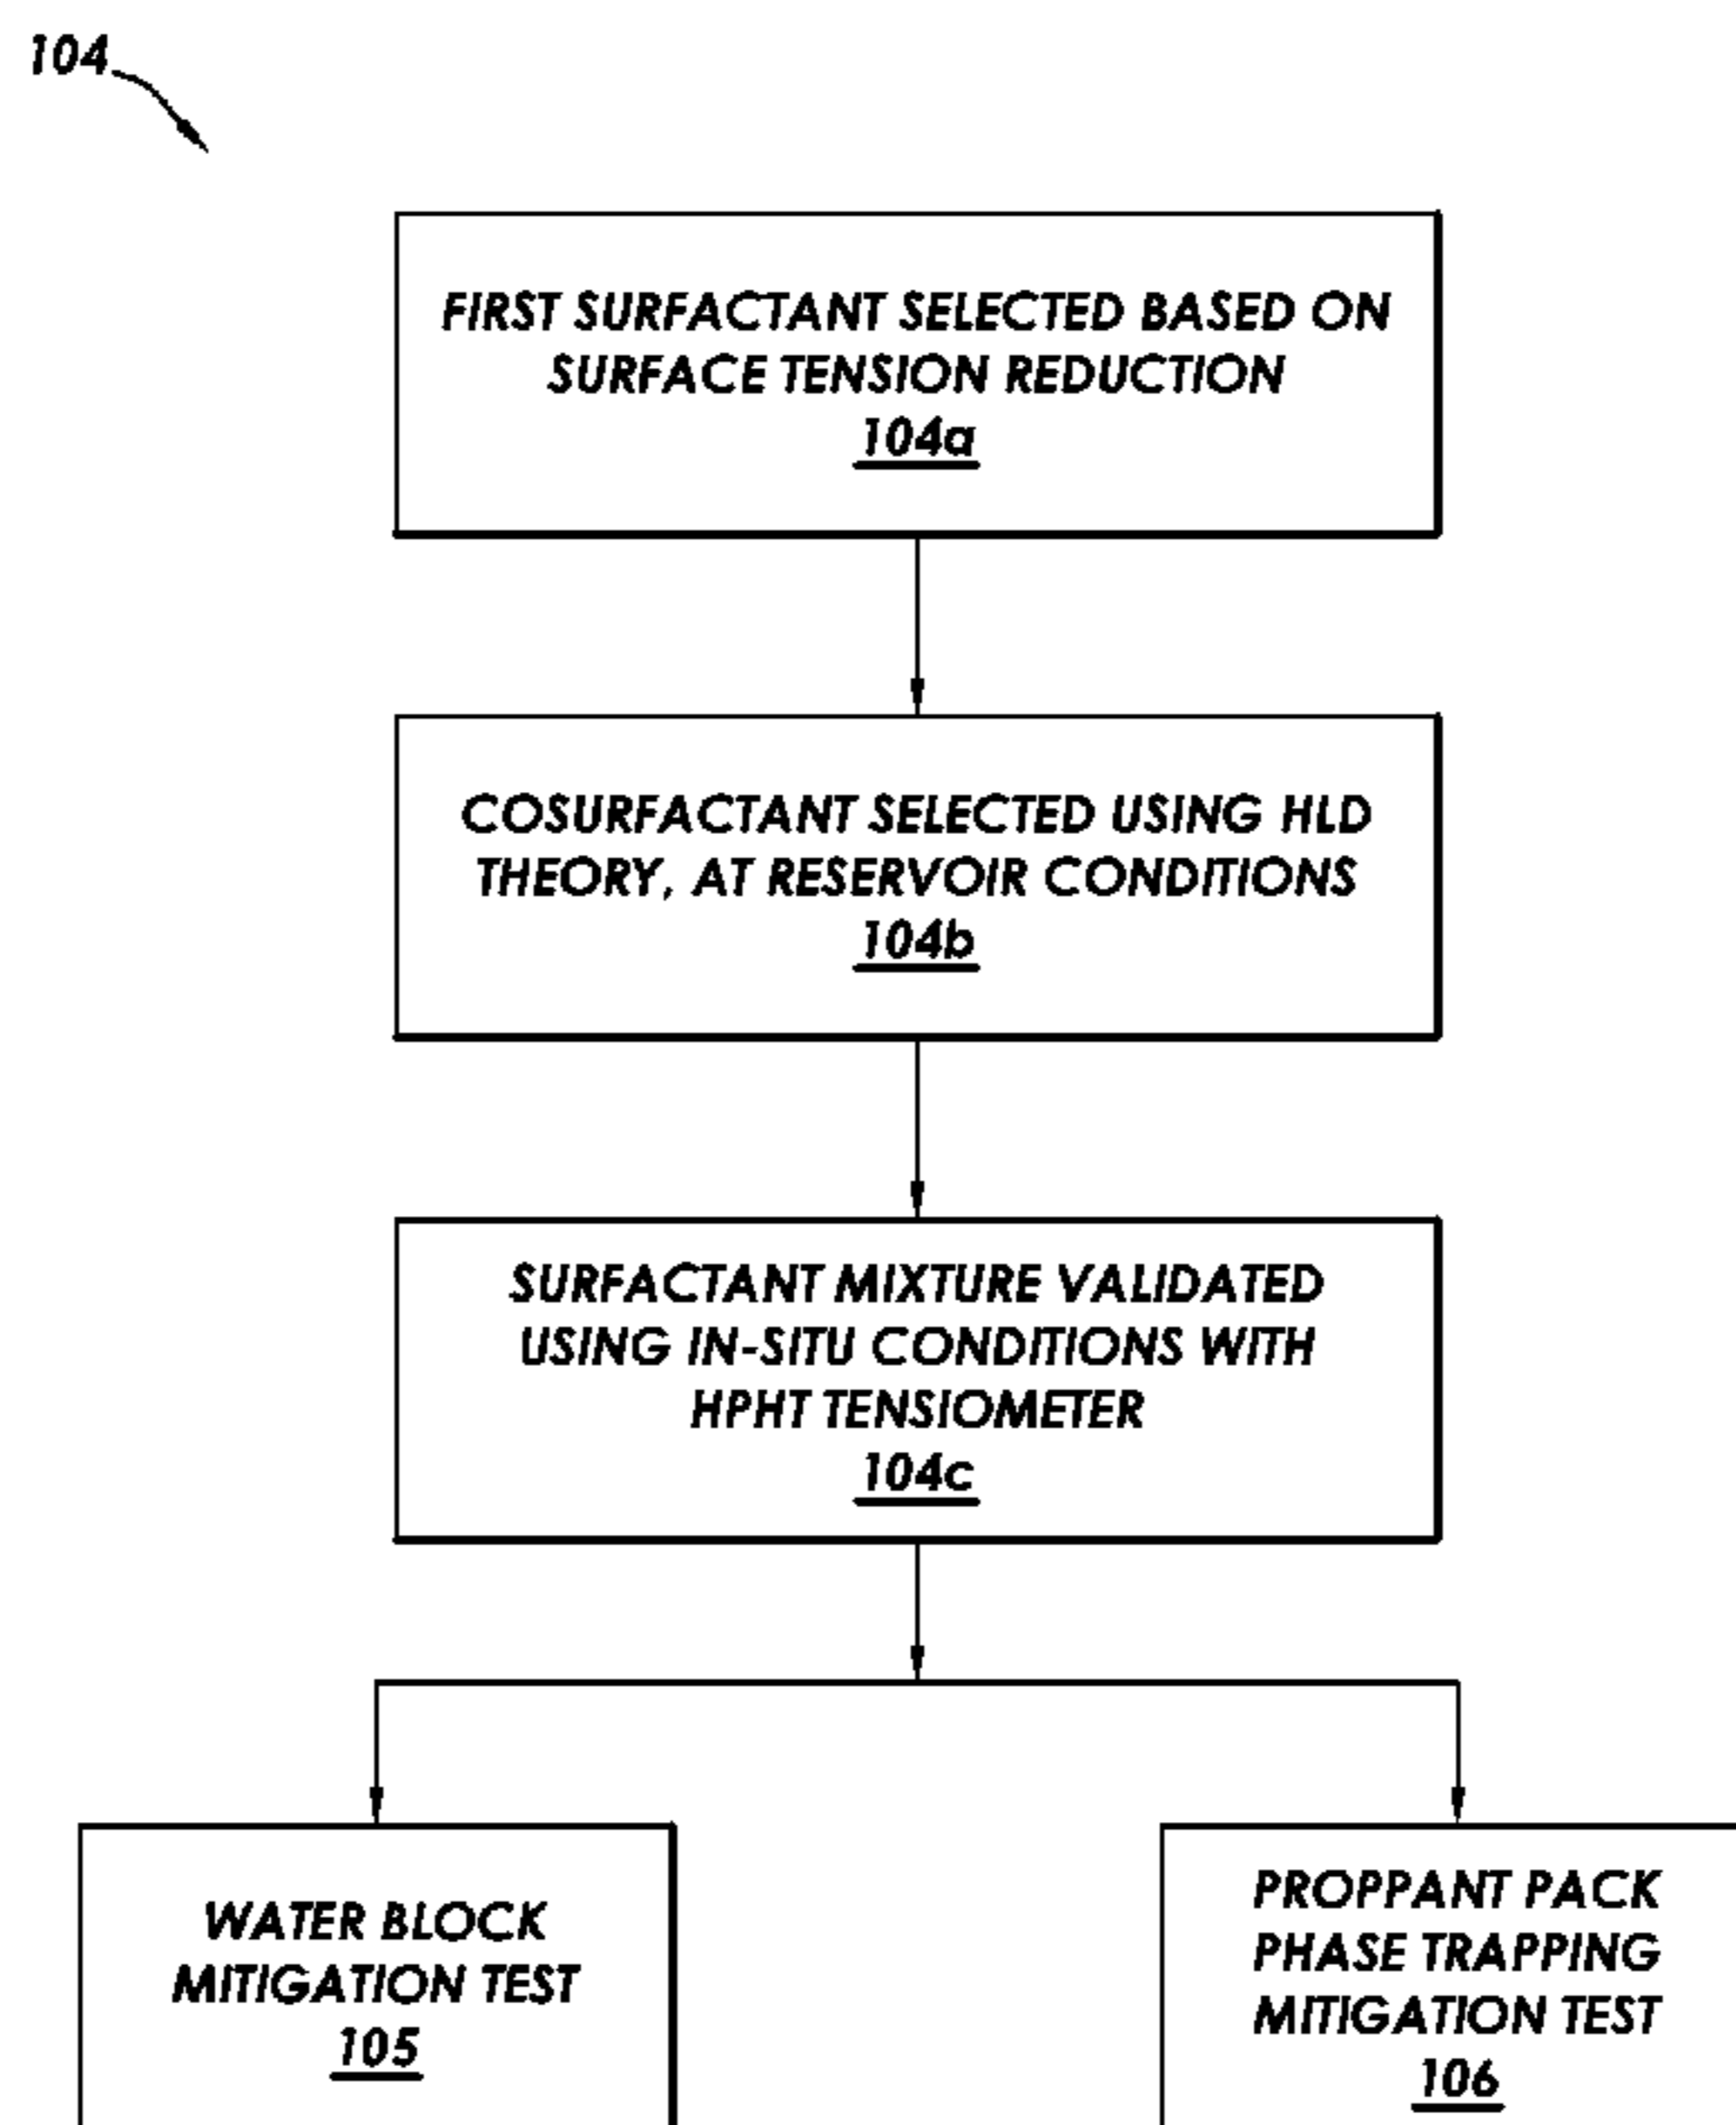 104
FIRST SURFACTANT SELECTED BASED ON
SURFACE TENSION REDUCTION
104a
COSURFACTANT SELECTED USING HLD
THEORY, AT RESERVOIR CONDITIONS
104b
SURFACTANT MIXTURE VALIDATED
USING IN-SITU CONDITIONS WITH
HPHT TENSIOMETER
104c
WATER BLOCK
MITIGATION TEST
105
PROPPANT PACK
PHASE TRAPPING
MITIGATION TEST
106